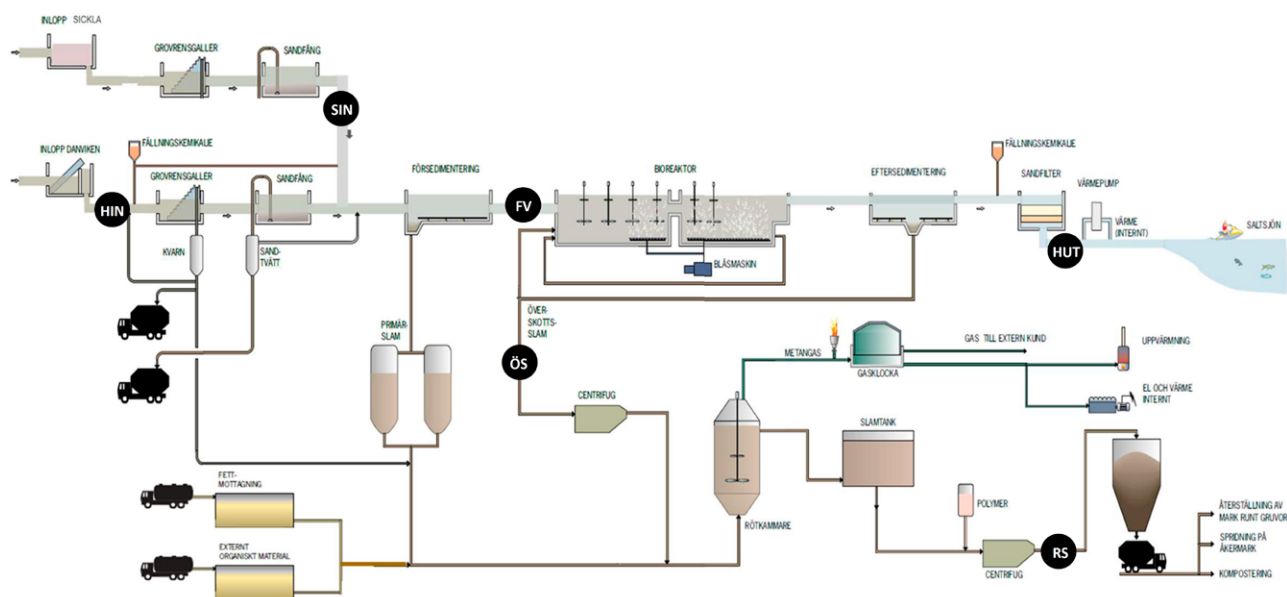 INLOPP SICKLA
GROVRENSGALLER
SANDFÅNG
SIN
FÄLLNINGSKEMIKALIE
INLOPP DANVIKEN
GROVRENSGALLER
SANDFÅNG
HIN
KVARN
SAND-
TVÄTT
FÖRSEDIMENTERING
FV
BIOREAKTOR
BLÅSMASKIN
EFTERSEDIMENTERING
FÄLLNINGSKEMIKALIE
SANDFILTER
VÄRMEPUMP
VÄRME
(INTERNT)
HUT
SALTSJÖN
PRIMÄR-
SLAM
ÖVER-
SKOTTS-
SLAM
ÖS
CENTRIFUG
METANGAS
GASKLOCKA
GAS TILL EXTERN KUND
UPPVÄRMNING
EL OCH VÄRME
INTERNT
RÖTKAMMARE
SLAMTANK
POLYMER
CENTRIFUG
RS
FETT-
MOTTAGNING
EXTERNT
ORGANISKT MATERIAL
ÅTERSTÄLLNING AV
MARK RUNT GRUVOR
SPRIDNING PÅ
ÅKERMARK
KOMPOSTERING